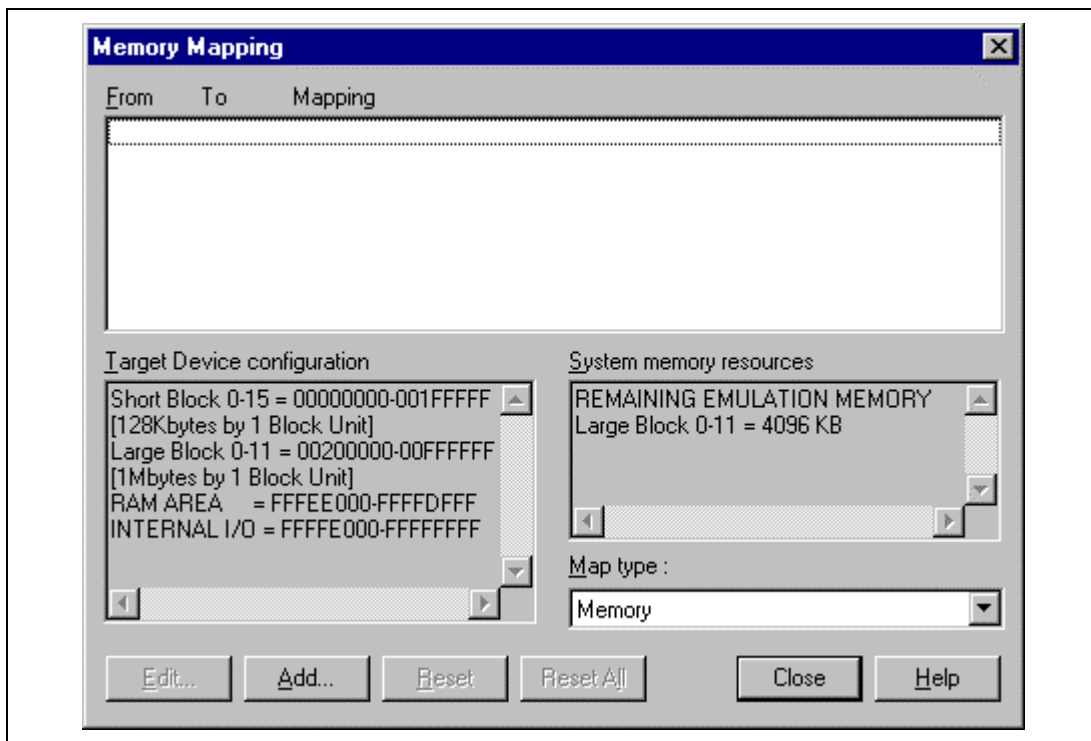 Memory Mapping
From To Mapping
Target Device configuration
Short Block 0-15 = 00000000-001FFFFF
[128Kbytes by 1 Block Unit]
Large Block 0-11 = 00200000-00FFFFFF
[1Mbytes by 1 Block Unit]
RAM AREA = FFFEE000-FFFFDFFF
INTERNAL I/O = FFFFE000-FFFFFFFF
System memory resources
REMAINING EMULATION MEMORY
Large Block 0-11 = 4096 KB
Map type :
Memory
Edit... Add... Reset Reset All Close Help